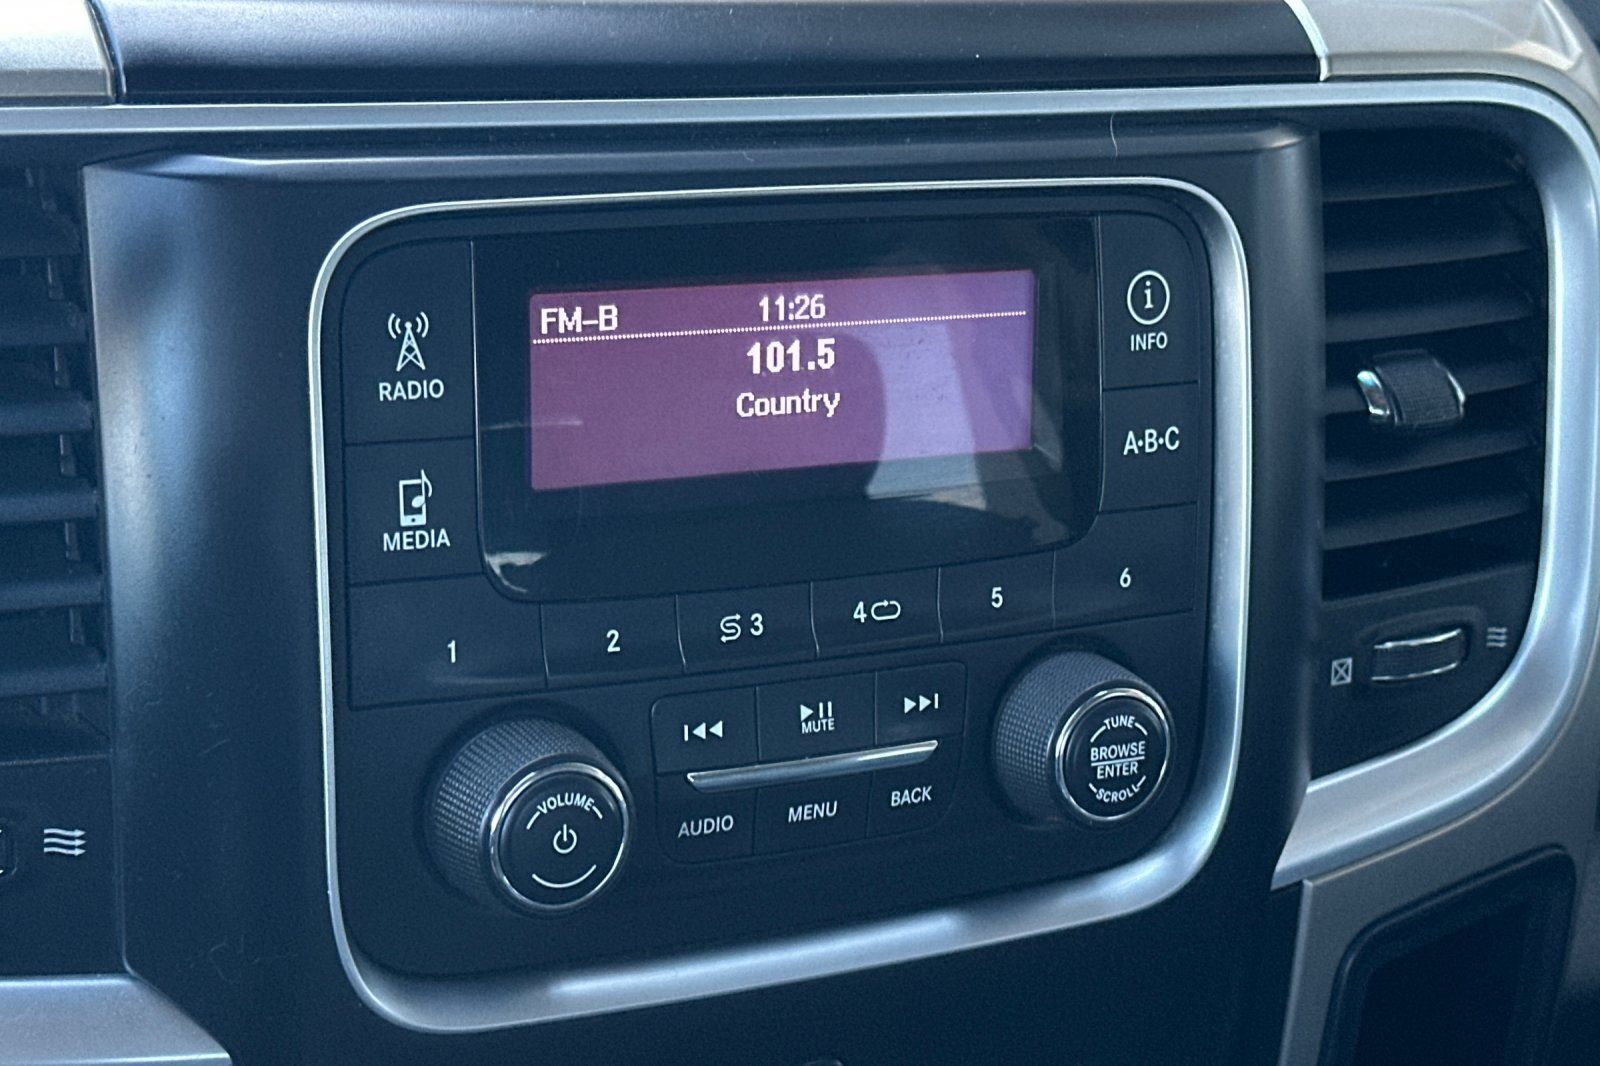 FM-B 11:26
101.5
Country
RADIO
MEDIA
INFO
A•B•C
1 2 3 4 5 6
MUTE
AUDIO MENU BACK
VOLUME
TUNE
BROWSE
ENTER
SCROLL